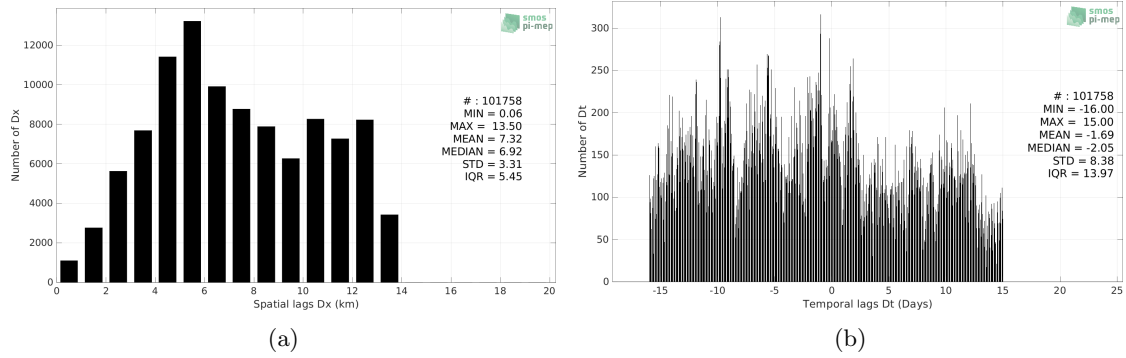 smos
pi-mep
Number of Dx
12000
10000
8000
6000
4000
2000
0
# : 101758
MIN = 0.06
MAX = 13.50
MEAN = 7.32
MEDIAN = 6.92
STD = 3.31
IQR = 5.45
0 2 4 6 8 10 12 14 16 18 20
Spatial lags Dx (km)
(a)
smos
pi-mep
Number of Dt
300
250
200
150
100
50
0
# : 101758
MIN = -16.00
MAX = 15.00
MEAN = -1.69
MEDIAN = -2.05
STD = 8.38
IQR = 13.97
-15 -10 -5 0 5 10 15 20 25
Temporal lags Dt (Days)
(b)